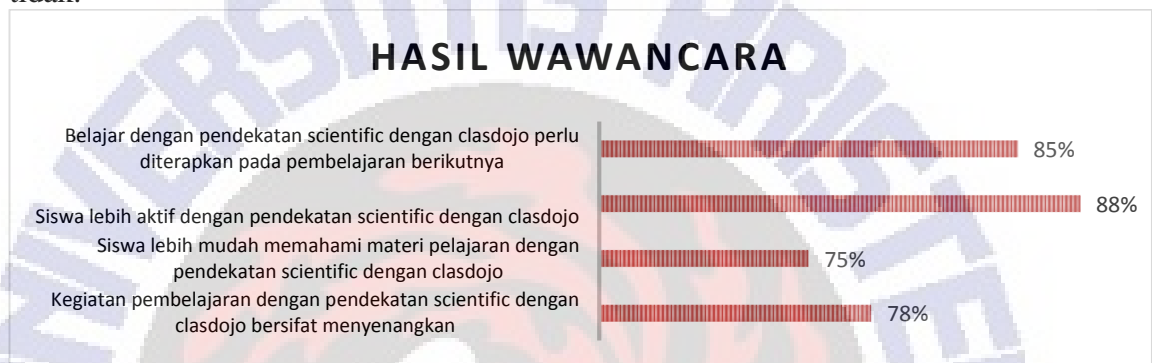 tidak.
HASIL WAWANCARA
Belajar dengan pendekatan scientific dengan clasdojo perlu
diterapkan pada pembelajaran berikutnya
85%
Siswa lebih aktif dengan pendekatan scientific dengan clasdojo
88%
Siswa lebih mudah memahami materi pelajaran dengan
pendekatan scientific dengan clasdojo
75%
Kegiatan pembelajaran dengan pendekatan scientific dengan
clasdojo bersifat menyenangkan
78%